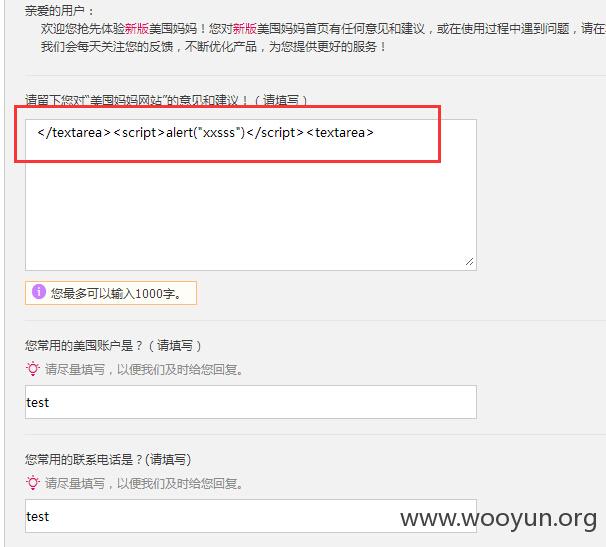 亲爱的用户：
欢迎您抢先体验新版美囤妈妈！您对新版美囤妈妈首页有任何意见和建议，或在使用过程中遇到问题，请在
我们会每天关注您的反馈，不断优化产品，为您提供更好的服务！
请留下您对“美囤妈妈网站”的意见和建议！（请填写）
</textarea><script>alert("xxsss")</script><textarea>
您最多可以输入1000字。
您常用的美囤账户是？（请填写）
请尽量填写，以便我们及时给您回复。
test
您常用的联系电话是？(请填写)
请尽量填写，以便我们及时给您回复。
test
www.wooyun.org